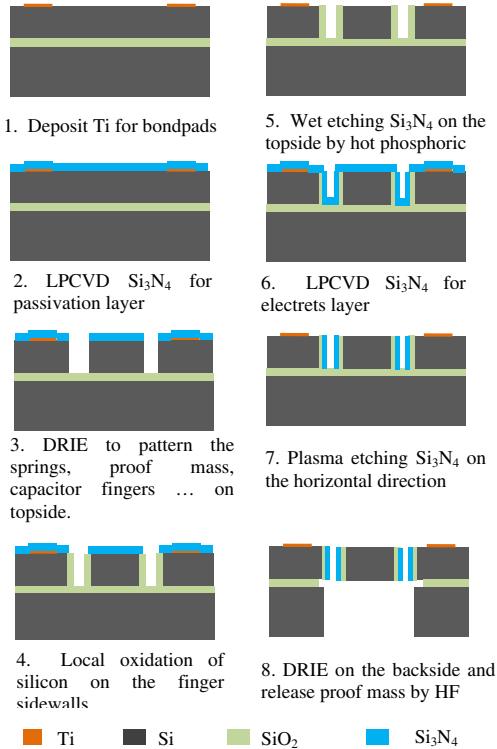 1. Deposit Ti for bondpads
2. LPCVD Si₃N₄ for
passivation layer
3. DRIE to pattern the
springs, proof mass,
capacitor fingers … on
topside.
4. Local oxidation of
silicon on the finger
sidewalls
5. Wet etching Si₃N₄ on the
topside by hot phosphoric
6. LPCVD Si₃N₄ for
electrets layer
7. Plasma etching Si₃N₄ on
the horizontal direction
8. DRIE on the backside and
release proof mass by HF
Ti Si SiO₂ Si₃N₄